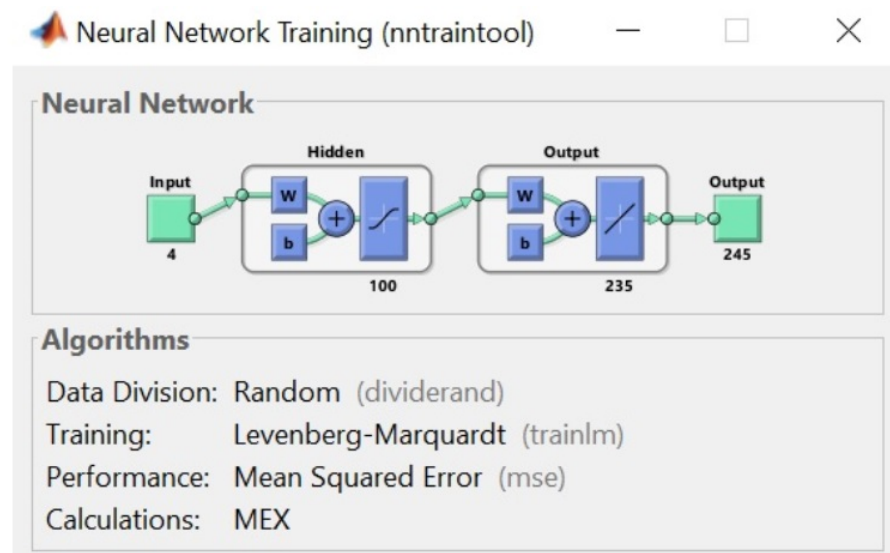 Neural Network Training (nntraintool)
Neural Network
Hidden
Output
Input
Output
W
W
b
b
4
100
235
245
Algorithms
Data Division: Random (dividerand)
Training: Levenberg-Marquardt (trainlm)
Performance: Mean Squared Error (mse)
Calculations: MEX